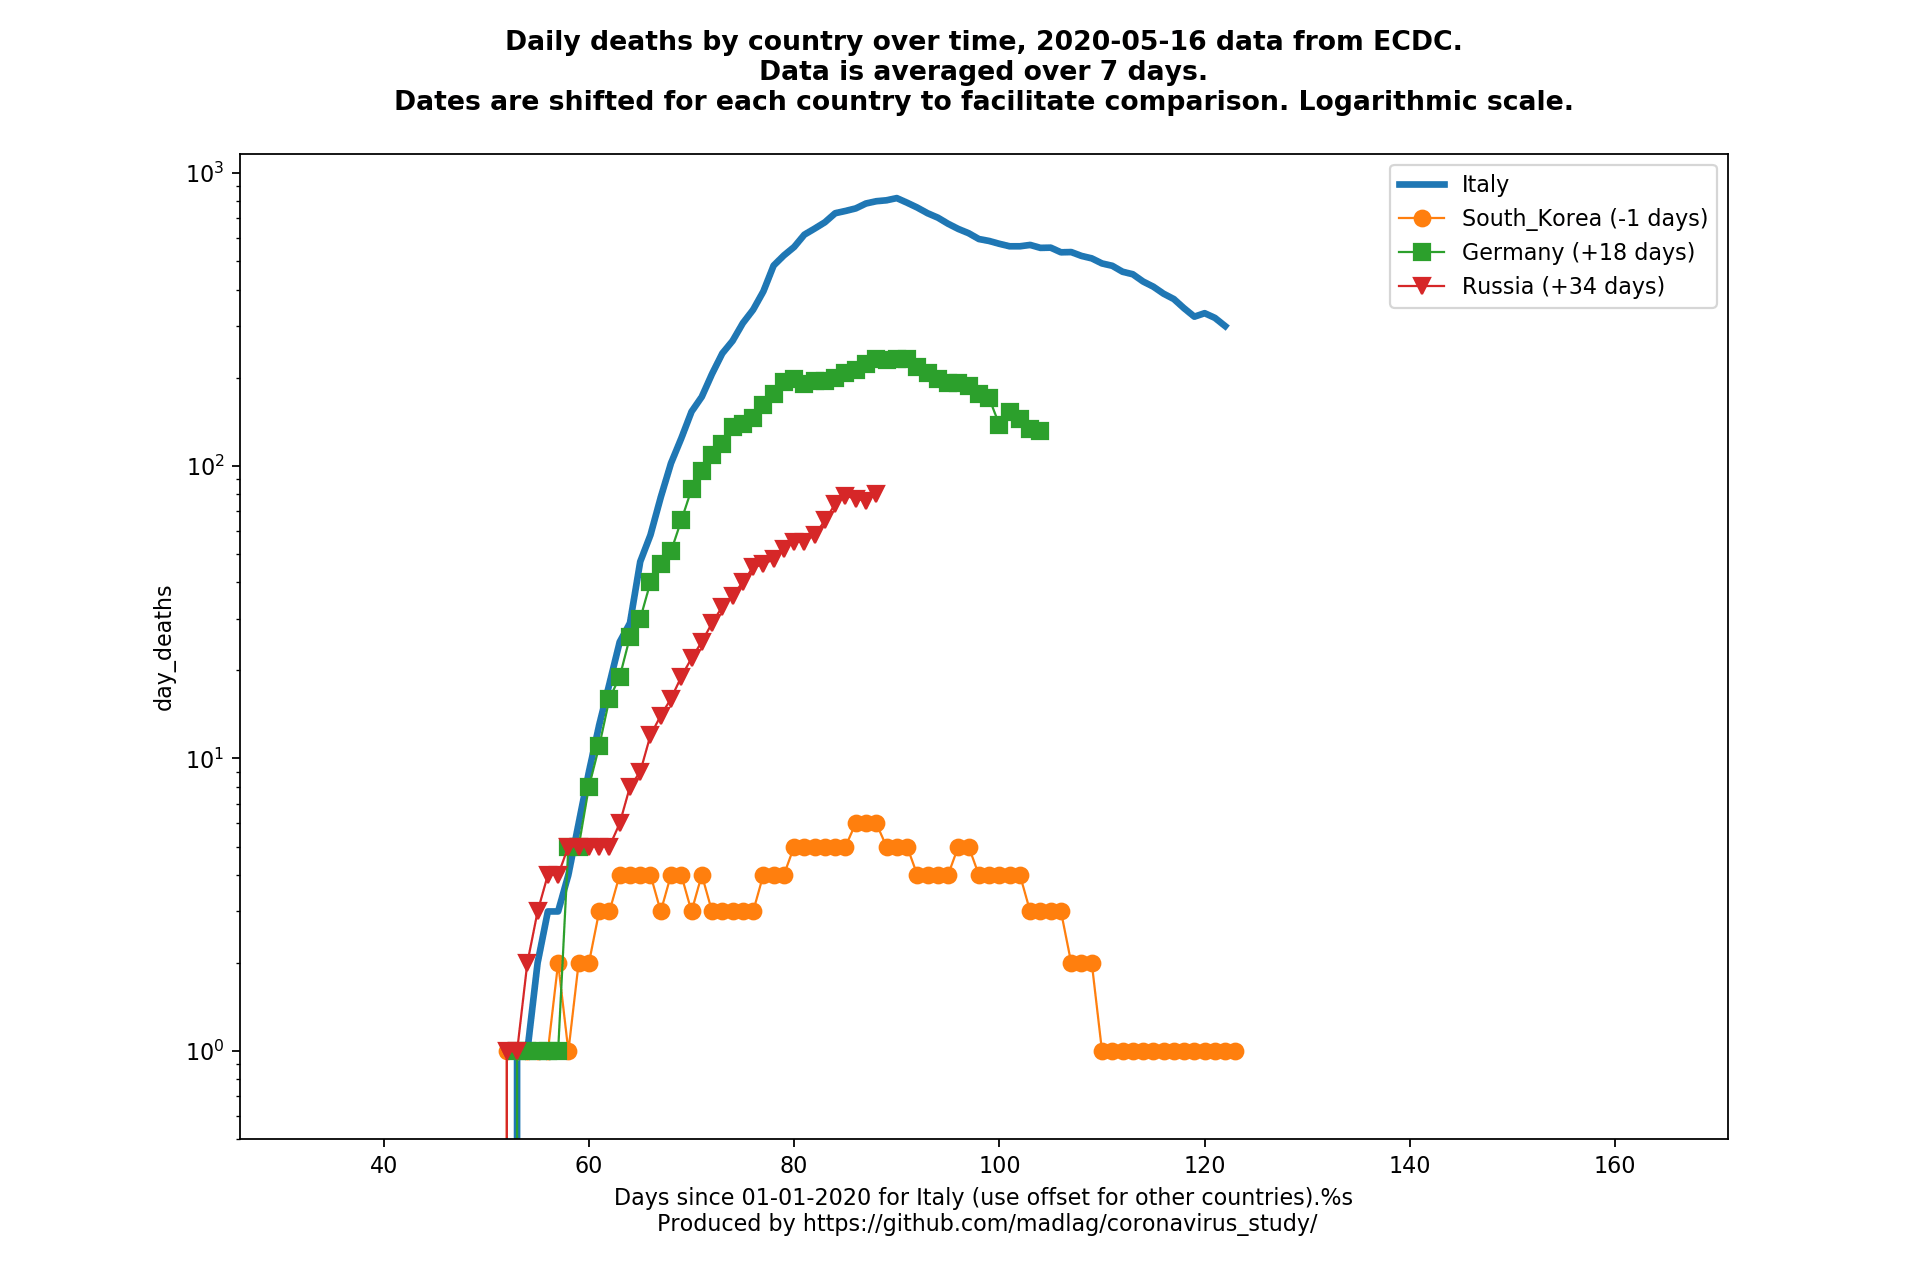 Daily deaths by country over time, 2020-05-16 data from ECDC.
Data is averaged over 7 days.
Dates are shifted for each country to facilitate comparison. Logarithmic scale.
10³
10²
10¹
10⁰
day_deaths
Italy
South_Korea (-1 days)
Germany (+18 days)
Russia (+34 days)
40 60 80 100 120 140 160
Days since 01-01-2020 for Italy (use offset for other countries).%s
Produced by https://github.com/madlag/coronavirus_study/